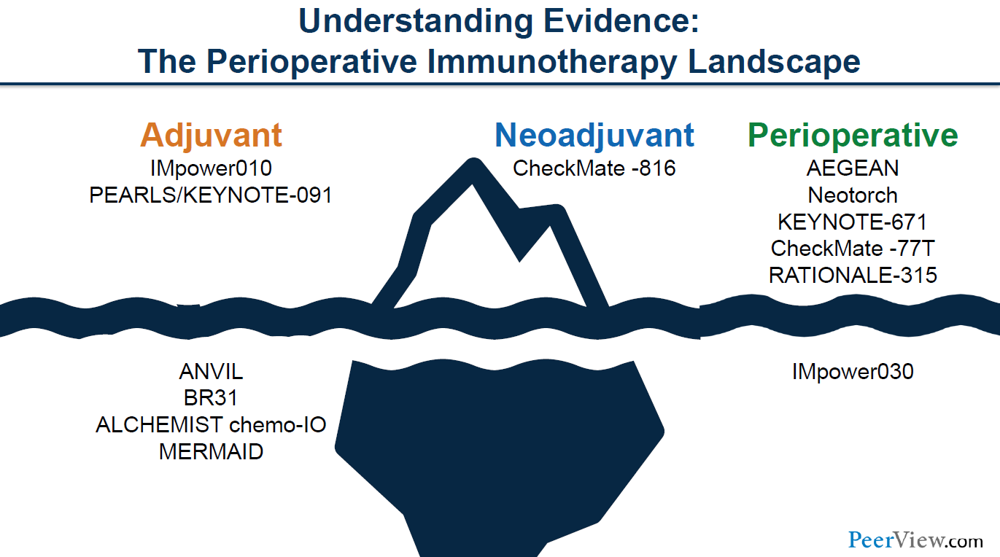 Understanding Evidence:
The Perioperative Immunotherapy Landscape
Adjuvant
IMpower010
PEARLS/KEYNOTE-091
Neoadjuvant
CheckMate -816
Perioperative
AEGEAN
Neotorch
KEYNOTE-671
CheckMate -77T
RATIONALE-315
ANVIL
BR31
ALCHEMIST chemo-IO
MERMAID
IMpower030
PeerView.com